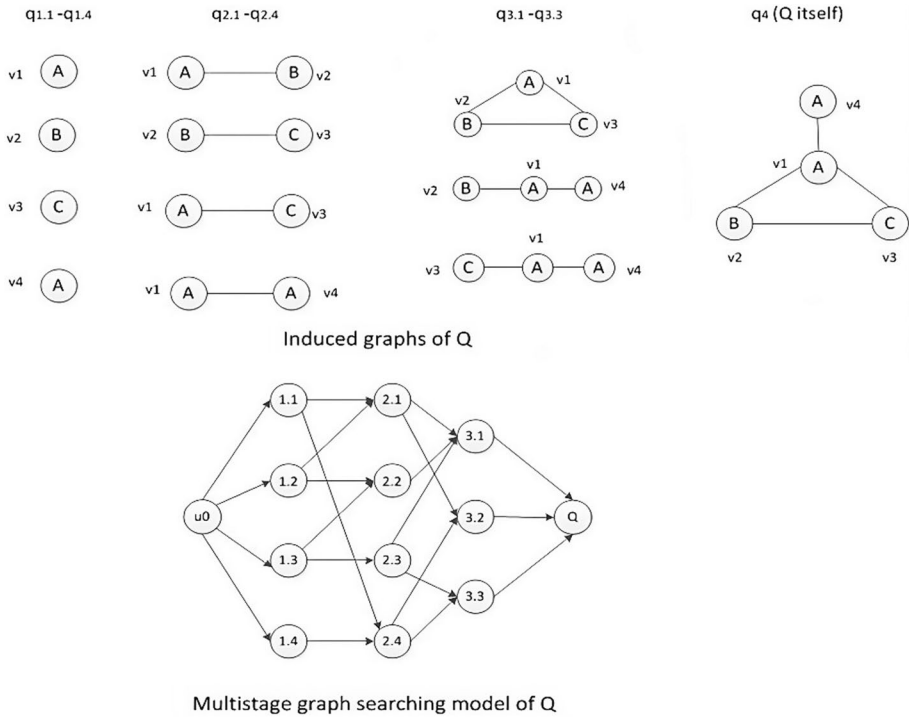 q1.1 -q1.4 q2.1 -q2.4 q3.1 -q3.3 q4 (Q itself)
v1 A v1 A B v2
v2 B v2 B C v3
v3 C v1 A C v3
v4 A v1 A A v4
A v1
v2
B C v3
v1
v2 B A A v4
v1
v3 C A A v4
A v4
v1 A
B C
v2 v3
Induced graphs of Q
1.1 2.1
3.1
1.2 2.2
u0 3.2 Q
1.3 2.3
3.3
1.4 2.4
Multistage graph searching model of Q